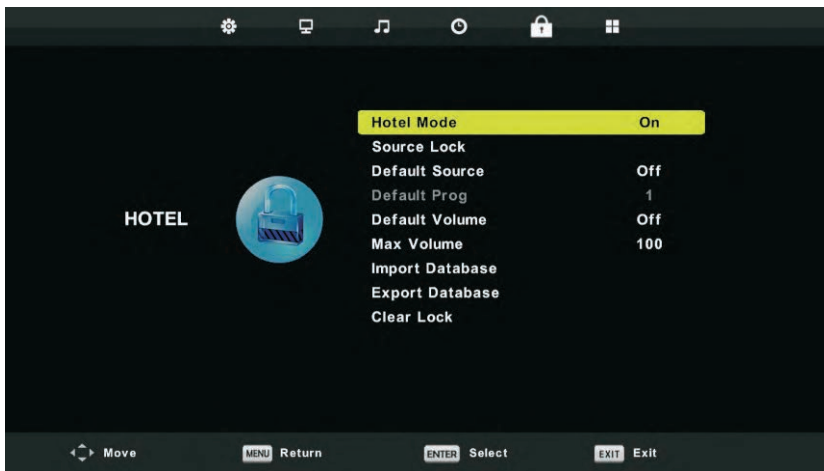 Hotel Mode On
Source Lock
Default Source Off
Default Prog 1
HOTEL
Default Volume Off
Max Volume 100
Import Database
Export Database
Clear Lock
Move MENU Return ENTER Select EXIT Exit